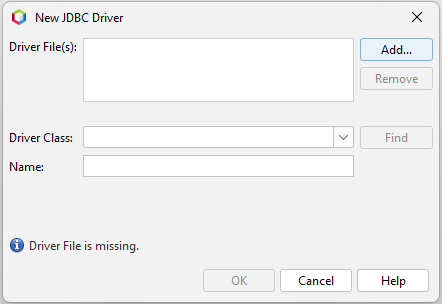 New JDBC Driver
Driver File(s):
Add...
Remove
Driver Class:
Find
Name:
Driver File is missing.
OK
Cancel
Help